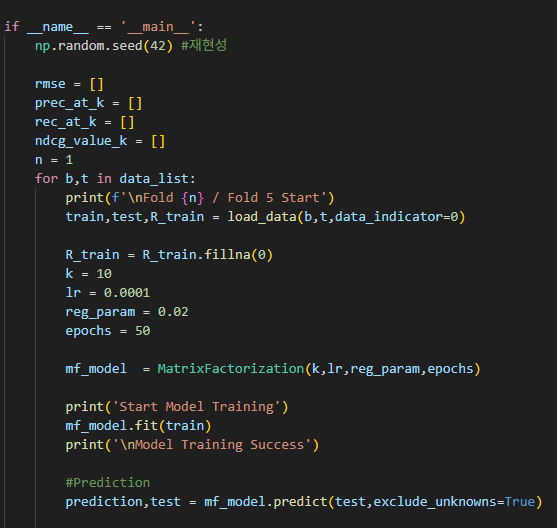 if __name__ == '__main__':
    np.random.seed(42) #재현성
    rmse = []
    prec_at_k = []
    rec_at_k = []
    ndcg_value_k = []
    n = 1
    for b,t in data_list:
        print(f'\nFold {n} / Fold 5 Start')
        train,test,R_train = load_data(b,t,data_indicator=0)
        R_train = R_train.fillna(0)
        k = 10
        lr = 0.0001
        reg_param = 0.02
        epochs = 50
        mf_model  = MatrixFactorization(k,lr,reg_param,epochs)
        print('Start Model Training')
        mf_model.fit(train)
        print('\nModel Training Success')
        #Prediction
        prediction,test = mf_model.predict(test,exclude_unknowns=True)